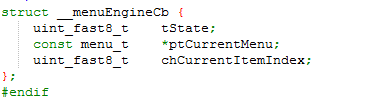 struct __menuEngineCb {
    uint_fast8_t    tState;
    const menu_t    *ptCurrentMenu;
    uint_fast8_t    chCurrentItemIndex;
};
#endif